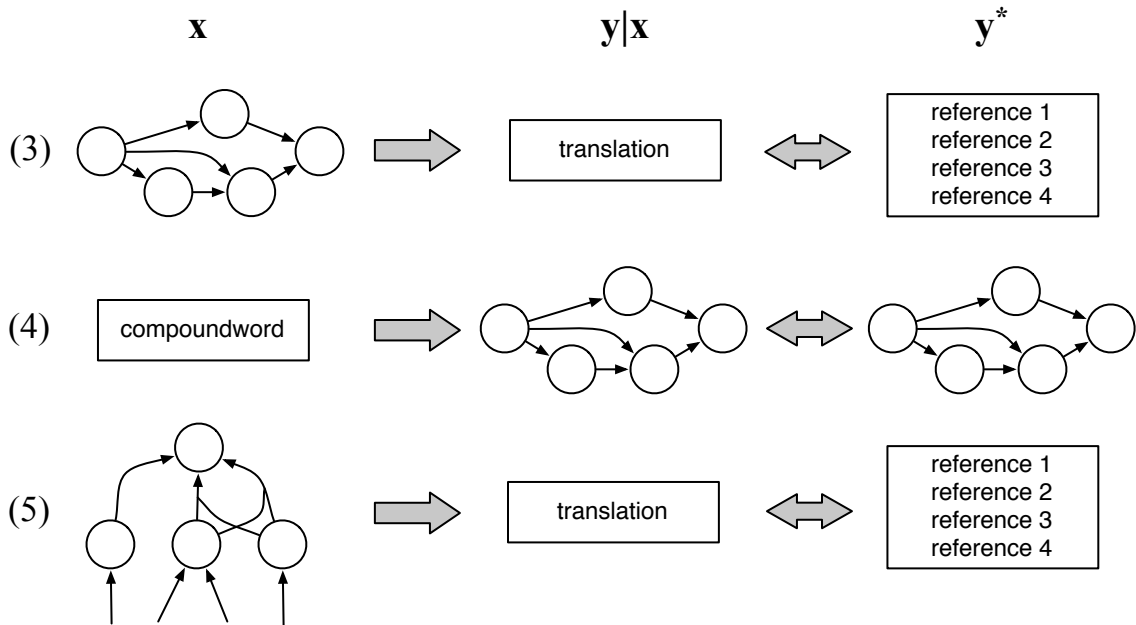 x y|x y*
(3) translation reference 1
reference 2
reference 3
reference 4
(4) compoundword
(5) translation reference 1
reference 2
reference 3
reference 4